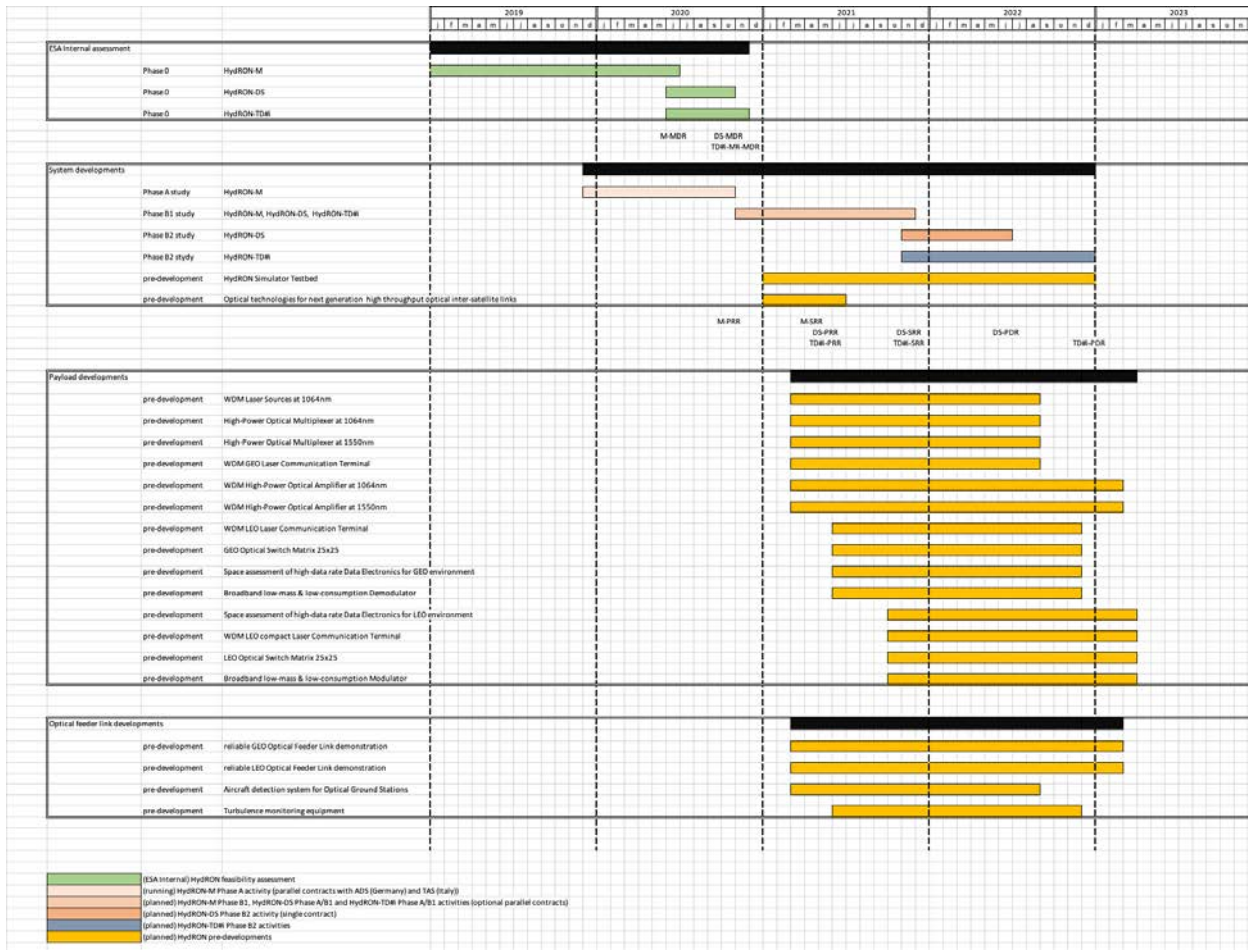 2019 2020 2021 2022 2023
j f m a m j j a s o n d j f m a m j j a s o n d j f m a m j j a s o n d j f m a m j j a s o n d j f m a m j j a s o n
ESA Internal assessment
Phase 0 HydRON-M
Phase 0 HydRON-DS
Phase 0 HydRON-TD#i
M-MDR DS-MDR
TD#i-MR-MDR
System developments
Phase A study HydRON-M
Phase B1 study HydRON-M, HydRON-DS, HydRON-TD#i
Phase B2 study HydRON-DS
Phase B2 stydy HydRON-TD#i
pre-development HydRON Simulator Testbed
pre-development Optical technologies for next generation high throughput optical inter-satellite links
M-PRR M-SRR
DS-PRR DS-SRR DS-PDR
TD#i-PRR TD#i-SRR TD#i-PDR
Payload developments
pre-development WDM Laser Sources at 1064nm
pre-development High-Power Optical Multiplexer at 1064nm
pre-development High-Power Optical Multiplexer at 1550nm
pre-development WDM GEO Laser Communication Terminal
pre-development WDM High-Power Optical Amplifier at 1064nm
pre-development WDM High-Power Optical Amplifier at 1550nm
pre-development WDM LEO Laser Communication Terminal
pre-development GEO Optical Switch Matrix 25x25
pre-development Space assessment of high-data rate Data Electronics for GEO environment
pre-development Broadband low-mass & low-consumption Demodulator
pre-development Space assessment of high-data rate Data Electronics for LEO environment
pre-development WDM LEO compact Laser Communication Terminal
pre-development LEO Optical Switch Matrix 25x25
pre-development Broadband low-mass & low-consumption Modulator
Optical feeder link developments
pre-development reliable GEO Optical Feeder Link demonstration
pre-development reliable LEO Optical Feeder Link demonstration
pre-development Aircraft detection system for Optical Ground Stations
pre-development Turbulence monitoring equipment
(ESA Internal) HydRON feasibility assessment
(running) HydRON-M Phase A activity (parallel contracts with ADS (Germany) and TAS (Italy))
(planned) HydRON-M Phase B1, HydRON-DS Phase A/B1 and HydRON-TD#i Phase A/B1 activities (optional parallel contracts)
(planned) HydRON-DS Phase B2 activity (single contract)
(planned) HydRON-TD#i Phase B2 activities
(planned) HydRON pre-developments